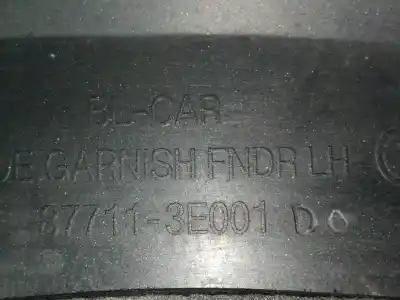 BL-CAR
GARNISH FNDR LH
87711-3E001 D